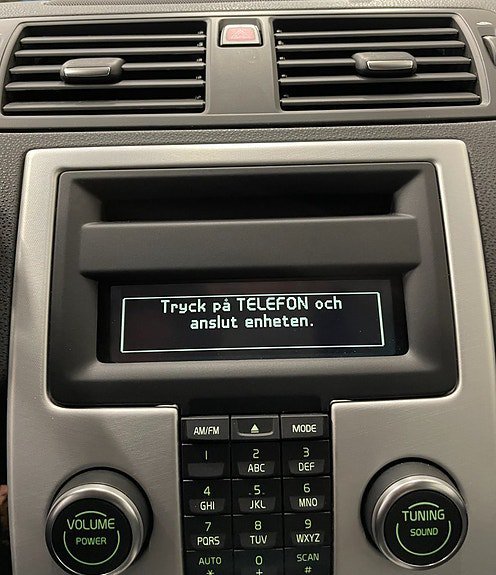 Tryck på TELEFON och
anslut enheten.
AM/FM MODE
1 2 3
ABC DEF
4 5 6
GHI JKL MNO
7 8 9
PQRS TUV WXYZ
AUTO 0 SCAN
* + #
VOLUME
POWER
TUNING
SOUND